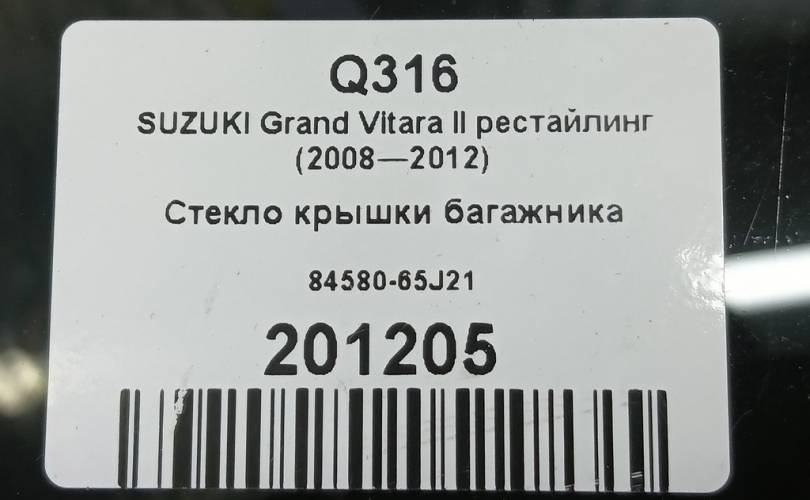 Q316
SUZUKI Grand Vitara II рестайлинг
(2008—2012)
Стекло крышки багажника
84580-65J21
201205